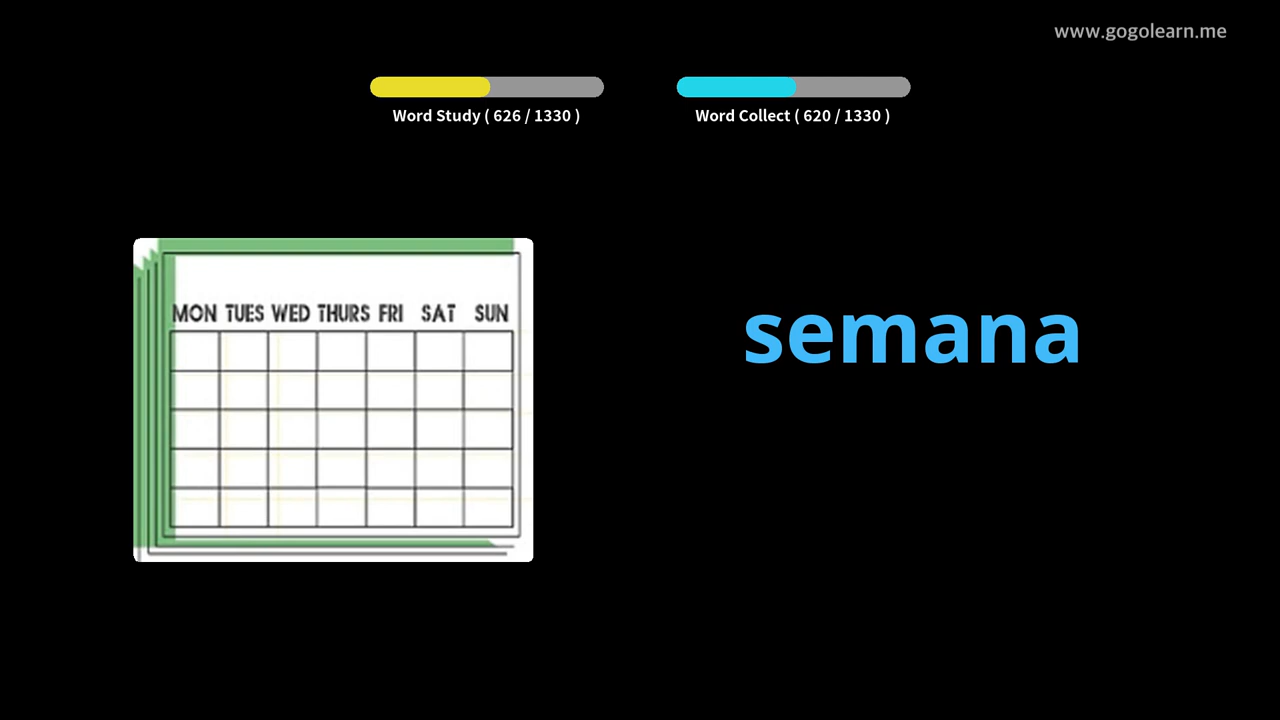 www.gogolearn.me
Word Study ( 626 / 1330 )
Word Collect ( 620 / 1330 )
MON TUES WED THURS FRI SAT SUN
semana